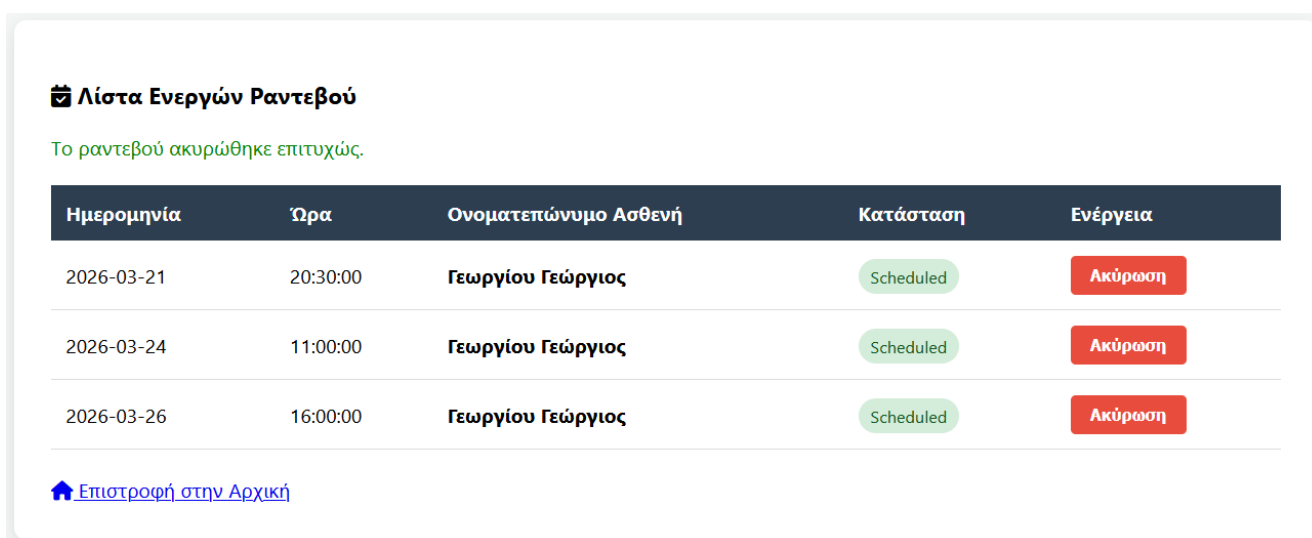 Λίστα Ενεργών Ραντεβού
Το ραντεβού ακυρώθηκε επιτυχώς.
Ημερομηνία Ώρα Ονοματεπώνυμο Ασθενή Κατάσταση Ενέργεια
2026-03-21 20:30:00 Γεωργίου Γεώργιος Scheduled Ακύρωση
2026-03-24 11:00:00 Γεωργίου Γεώργιος Scheduled Ακύρωση
2026-03-26 16:00:00 Γεωργίου Γεώργιος Scheduled Ακύρωση
Επιστροφή στην Αρχική